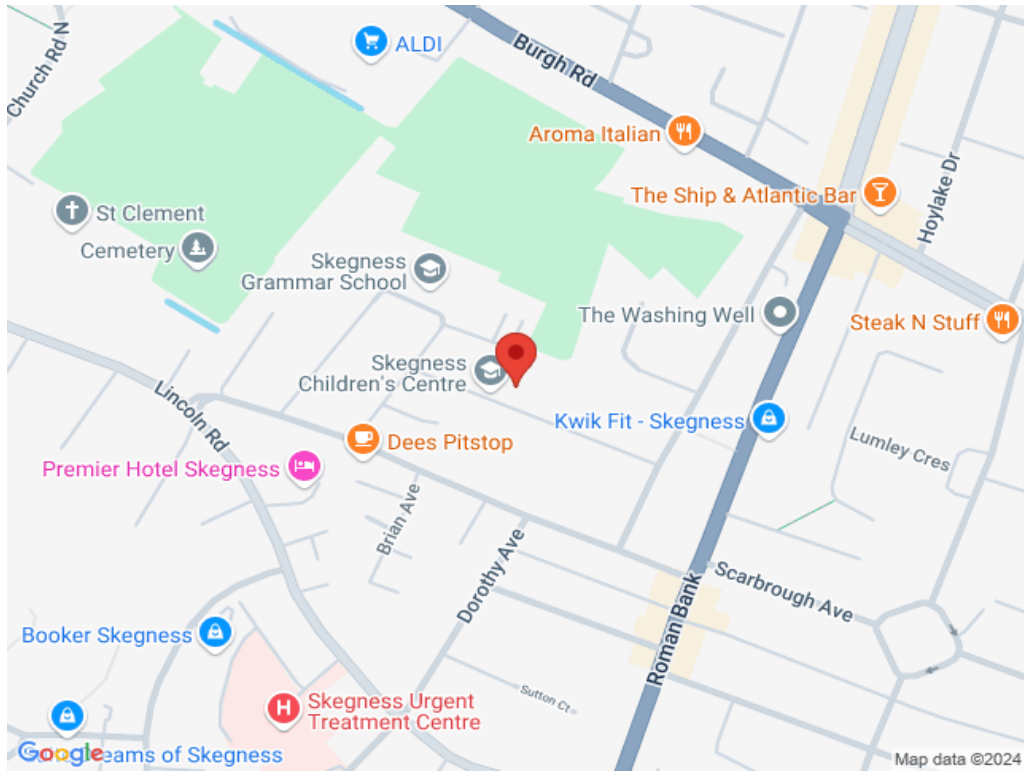 Church Rd N
ALDI
Burgh Rd
Aroma Italian
The Ship & Atlantic Bar
Hoylake Dr
St Clement
Cemetery
Skegness
Grammar School
The Washing Well
Steak N Stuff
Skegness
Children's Centre
Lincoln Rd
Dees Pitstop
Kwik Fit - Skegness
Lumley Cres
Premier Hotel Skegness
Brian Ave
Dorothy Ave
Scarbrough Ave
Roman Bank
Booker Skegness
Sutton Ct
Skegness Urgent
Treatment Centre
Google
eams of Skegness
Map data ©2024